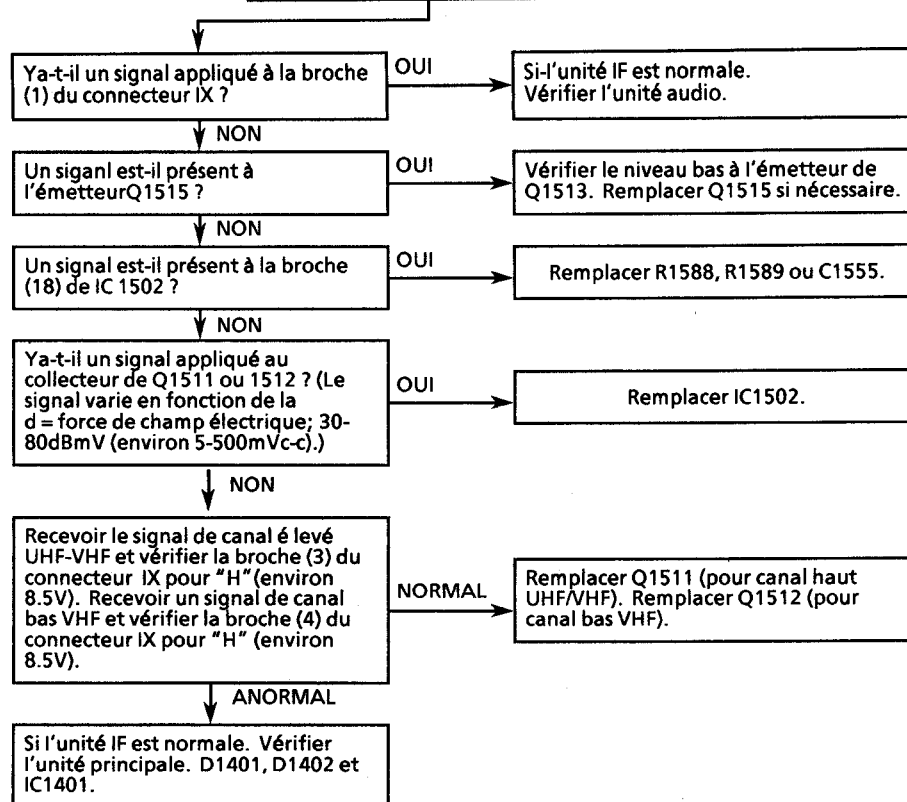 Ya-t-il un signal appliqué à la broche
(1) du connecteur IX ?
OUI
Si-l'unité IF est normale.
Vérifier l'unité audio.
NON
Un siganl est-il présent à
l'émetteurQ1515 ?
OUI
Vérifier le niveau bas à l'émetteur de
Q1513. Remplacer Q1515 si nécessaire.
NON
Un signal est-il présent à la broche
(18) de IC 1502 ?
OUI
Remplacer R1588, R1589 ou C1555.
NON
Ya-t-il un signal appliqué au
collecteur de Q1511 ou 1512 ? (Le
signal varie en fonction de la
d = force de champ électrique; 30-
80dBmV (environ 5-500mVc-c).)
OUI
Remplacer IC1502.
NON
Recevoir le signal de canal é levé
UHF-VHF et vérifier la broche (3) du
connecteur IX pour "H"(environ
8.5V). Recevoir un signal de canal
bas VHF et vérifier la broche (4) du
connecteur IX pour "H" (environ
8.5V).
NORMAL
Remplacer Q1511 (pour canal haut
UHF/VHF). Remplacer Q1512 (pour
canal bas VHF).
ANORMAL
Si l'unité IF est normale. Vérifier
l'unité principale. D1401, D1402 et
IC1401.